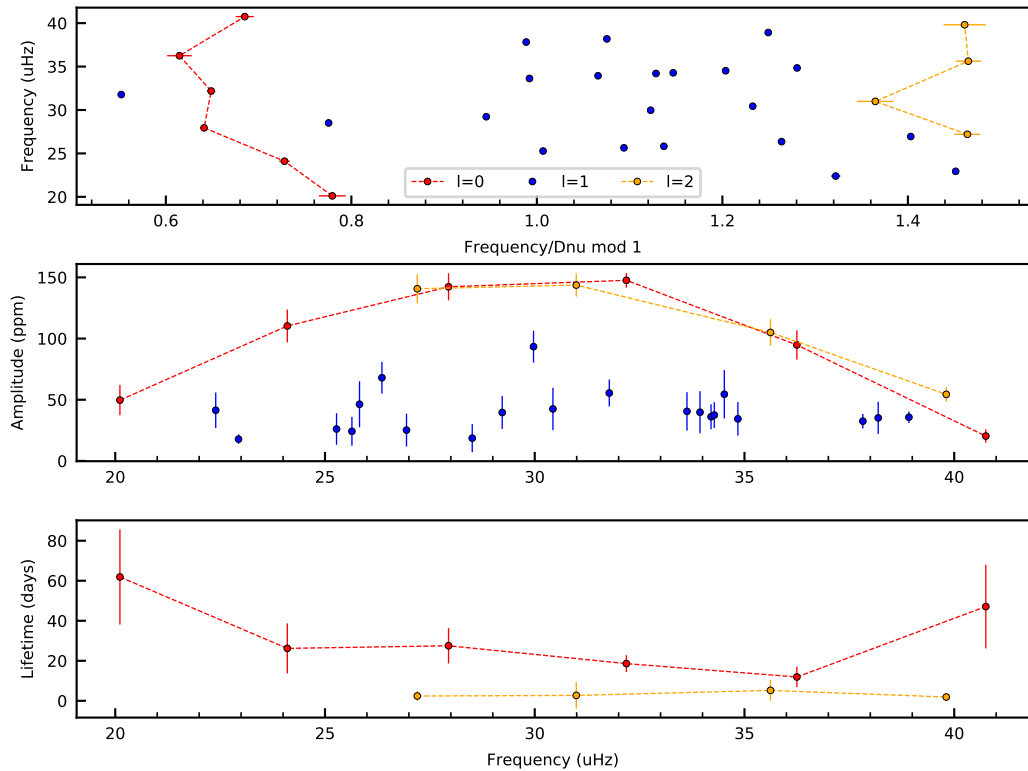 40
35
30
25
20
Frequency (uHz)
l=0 l=1 l=2
0.6 0.8 1.0 1.2 1.4
Frequency/Dnu mod 1
150
100
50
0
Amplitude (ppm)
20 25 30 35 40
80
60
40
20
0
Lifetime (days)
20 25 30 35 40
Frequency (uHz)